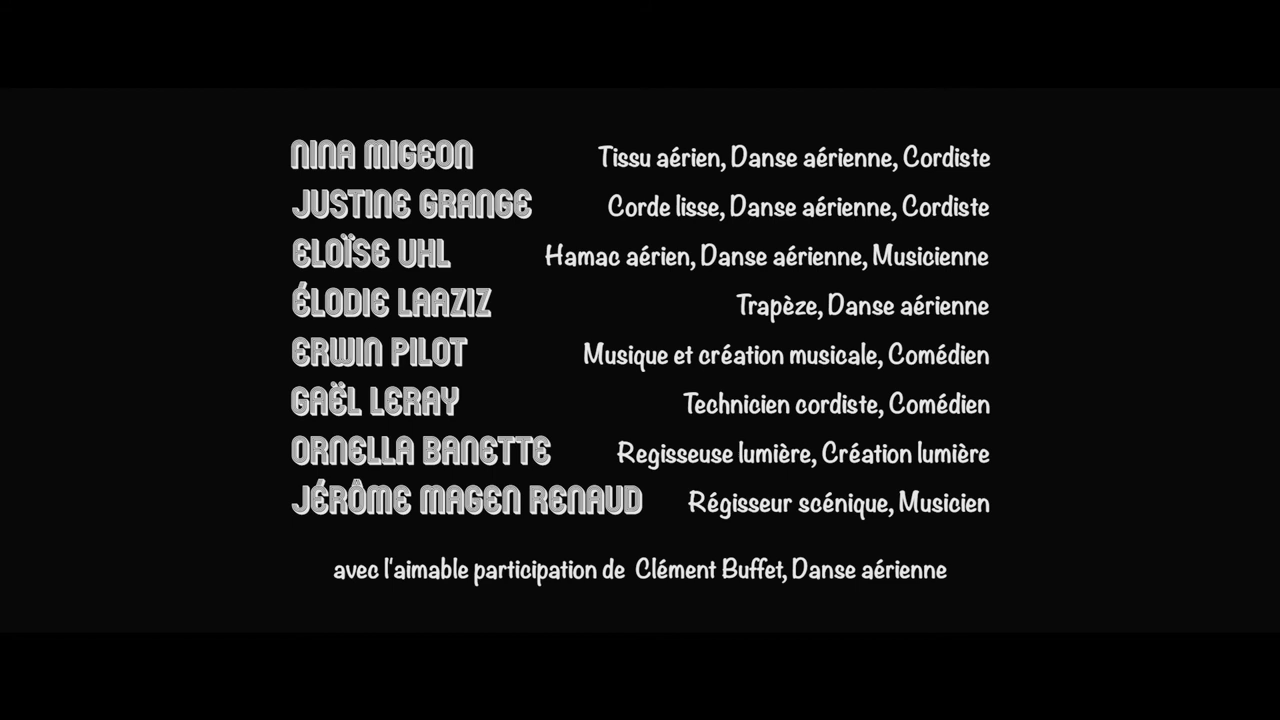 NINA MIGEON Tissu aérien, Danse aérienne, Cordiste
JUSTINE GRANGE Corde lisse, Danse aérienne, Cordiste
ELOÏSE UHL Hamac aérien, Danse aérienne, Musicienne
ÉLODIE LAAZIZ Trapèze, Danse aérienne
ERWIN PILOT Musique et création musicale, Comédien
GAËL LERAY Technicien cordiste, Comédien
ORNELLA BANETTE Regisseuse lumière, Création lumière
JÉRÔME MAGEN RENAUD Régisseur scénique, Musicien
avec l'aimable participation de Clément Buffet, Danse aérienne